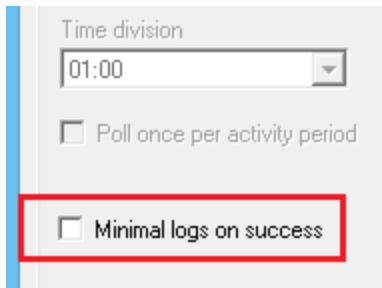 Time division
01:00
Poll once per activity period
Minimal logs on success